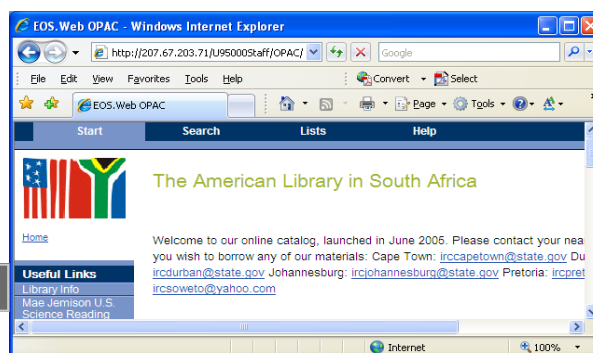 EOS.Web OPAC - Windows Internet Explorer
http://207.67.203.71/U95000Staff/OPAC/
Google
File Edit View Favorites Tools Help
Convert Select
EOS.Web OPAC
Page Tools
Start Search Lists Help
The American Library in South Africa
Home
Welcome to our online catalog, launched in June 2005. Please contact your nea
you wish to borrow any of our materials: Cape Town: irccapetown@state.gov Du
ircdurban@state.gov Johannesburg: ircjohannesburg@state.gov Pretoria: ircpret
ircsoweto@yahoo.com
Useful Links
Library Info
Mae Jemison U.S.
Science Reading
Internet 100%